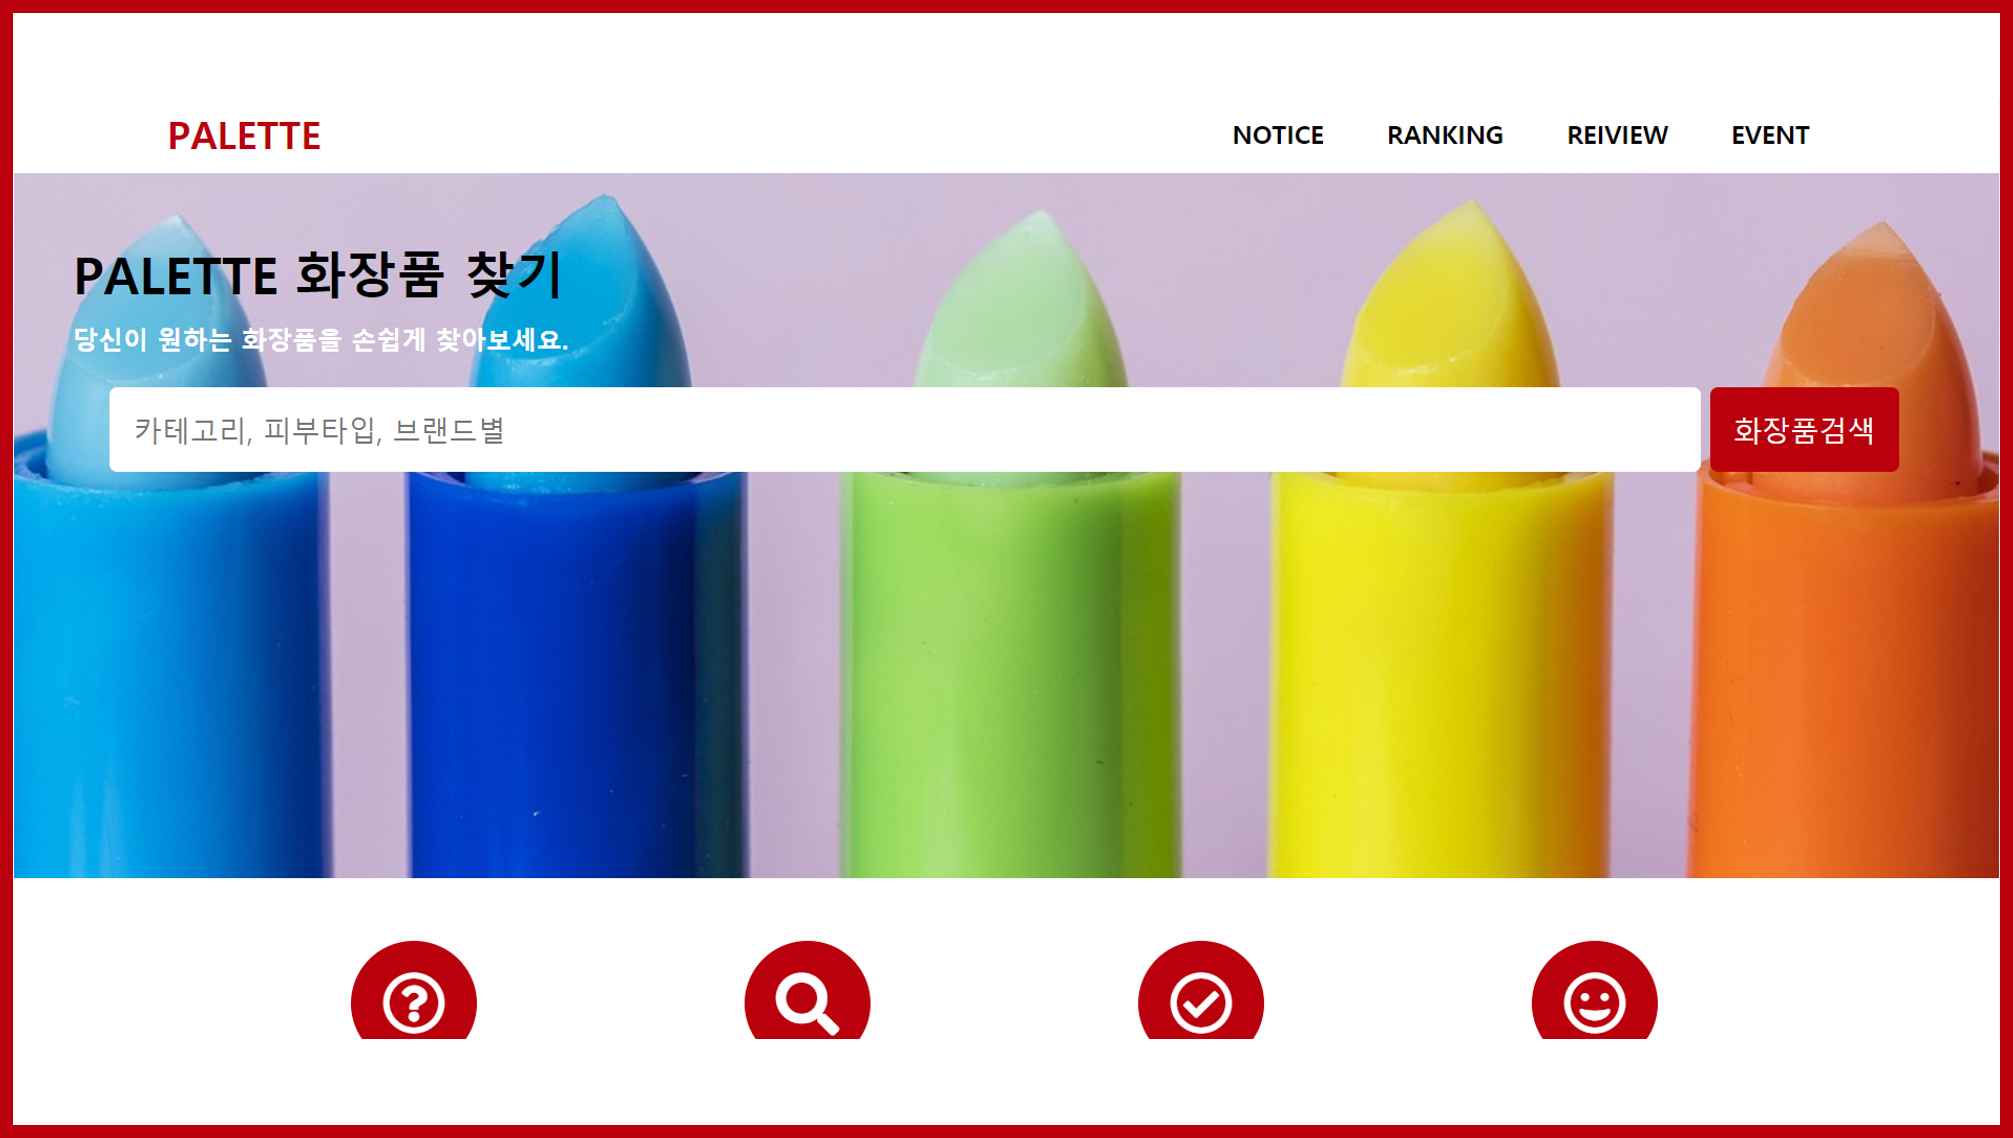 PALETTE
NOTICE RANKING REIVIEW EVENT
PALETTE 화장품 찾기
당신이 원하는 화장품을 손쉽게 찾아보세요.
카테고리, 피부타입, 브랜드별
화장품검색